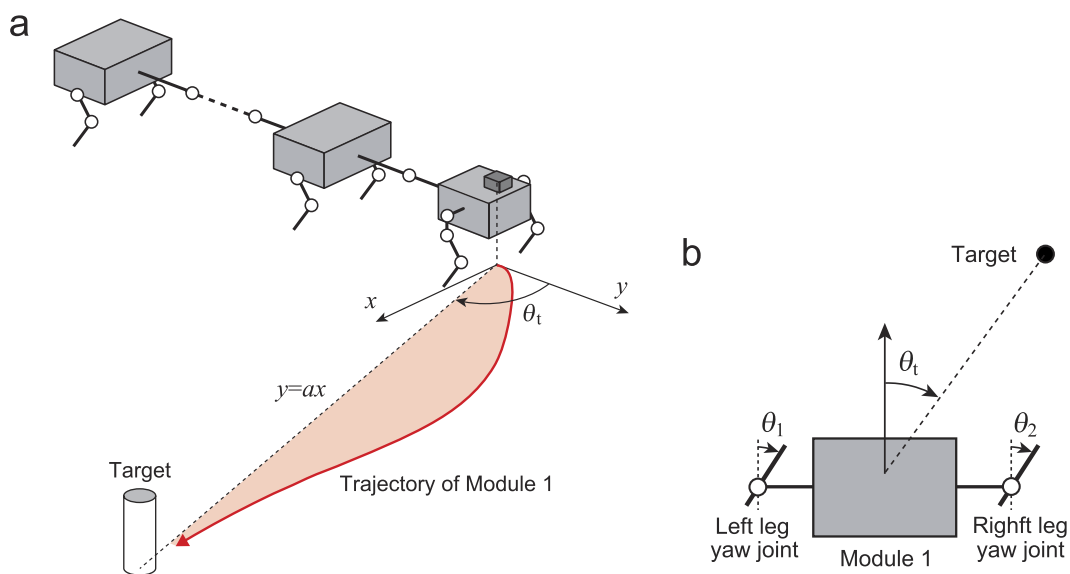 a
x
y
θt
y=ax
Target
Trajectory of Module 1
b
Target
θt
θ1
θ2
Left leg
yaw joint
Module 1
Righft leg
yaw joint